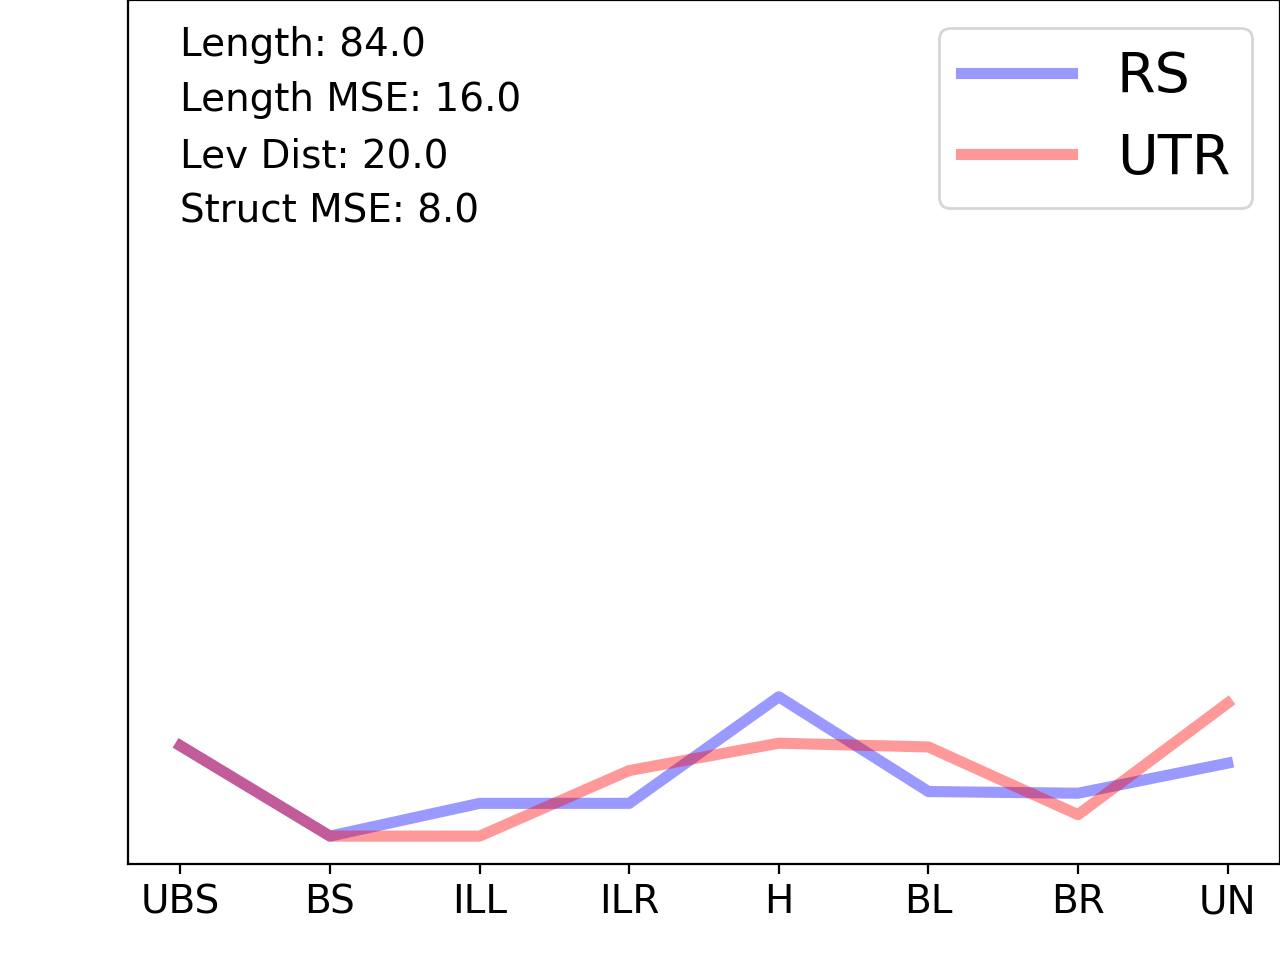 Length: 84.0
Length MSE: 16.0
Lev Dist: 20.0
Struct MSE: 8.0
RS
UTR
UBS BS ILL ILR H BL BR UN